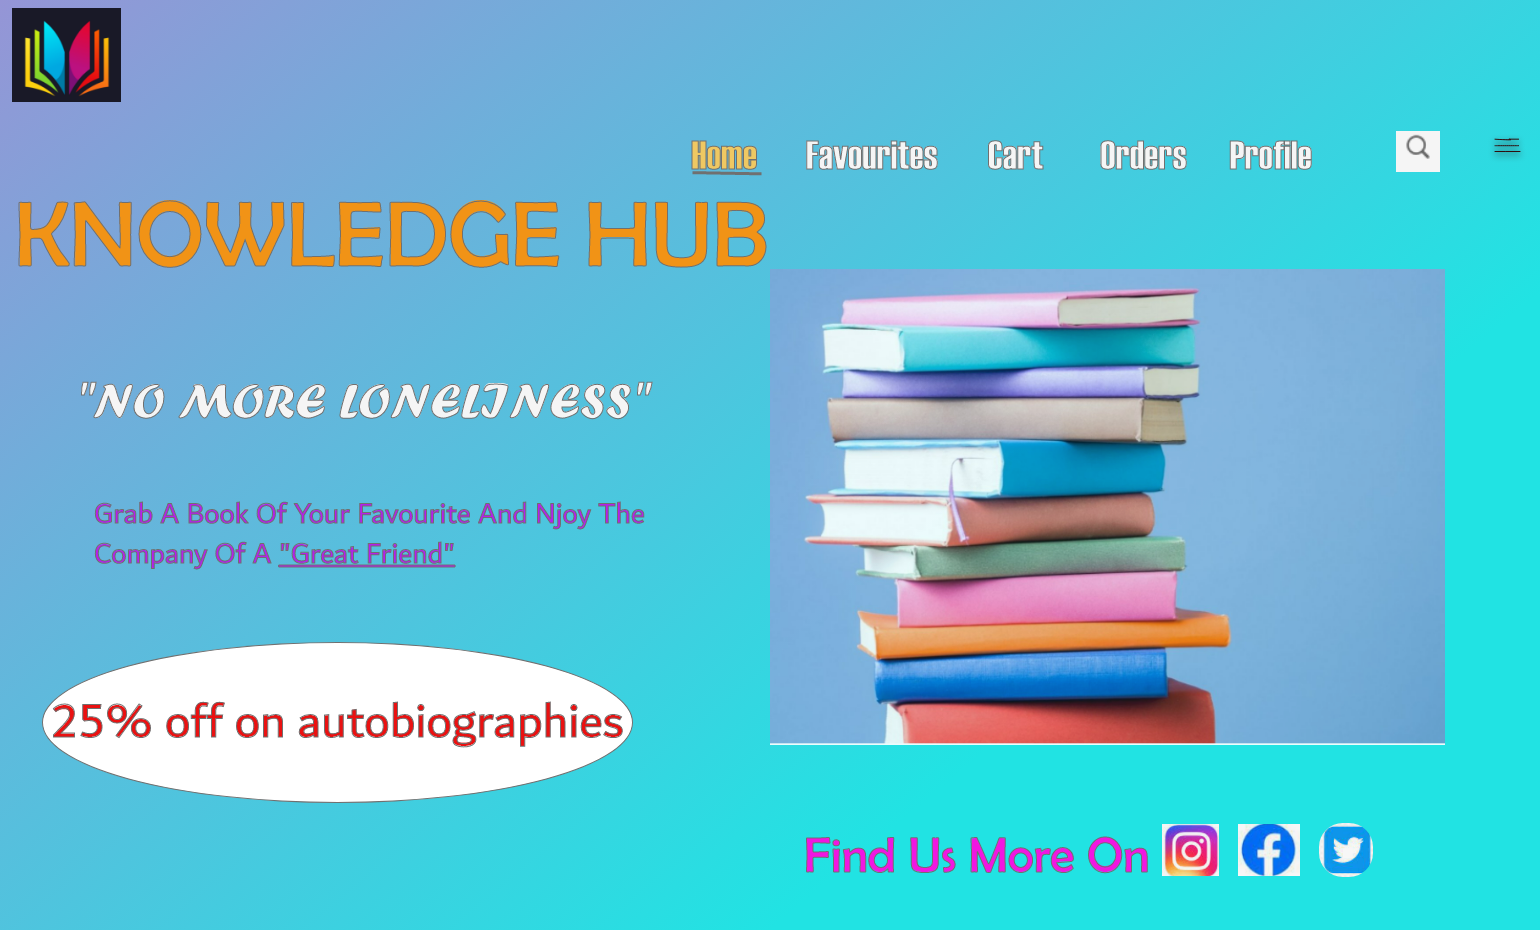 Home Favourites Cart Orders Profile
KNOWLEDGE HUB
"NO MORE LONELINESS"
Grab A Book Of Your Favourite And Njoy The
Company Of A "Great Friend"
25% off on autobiographies
Find Us More On